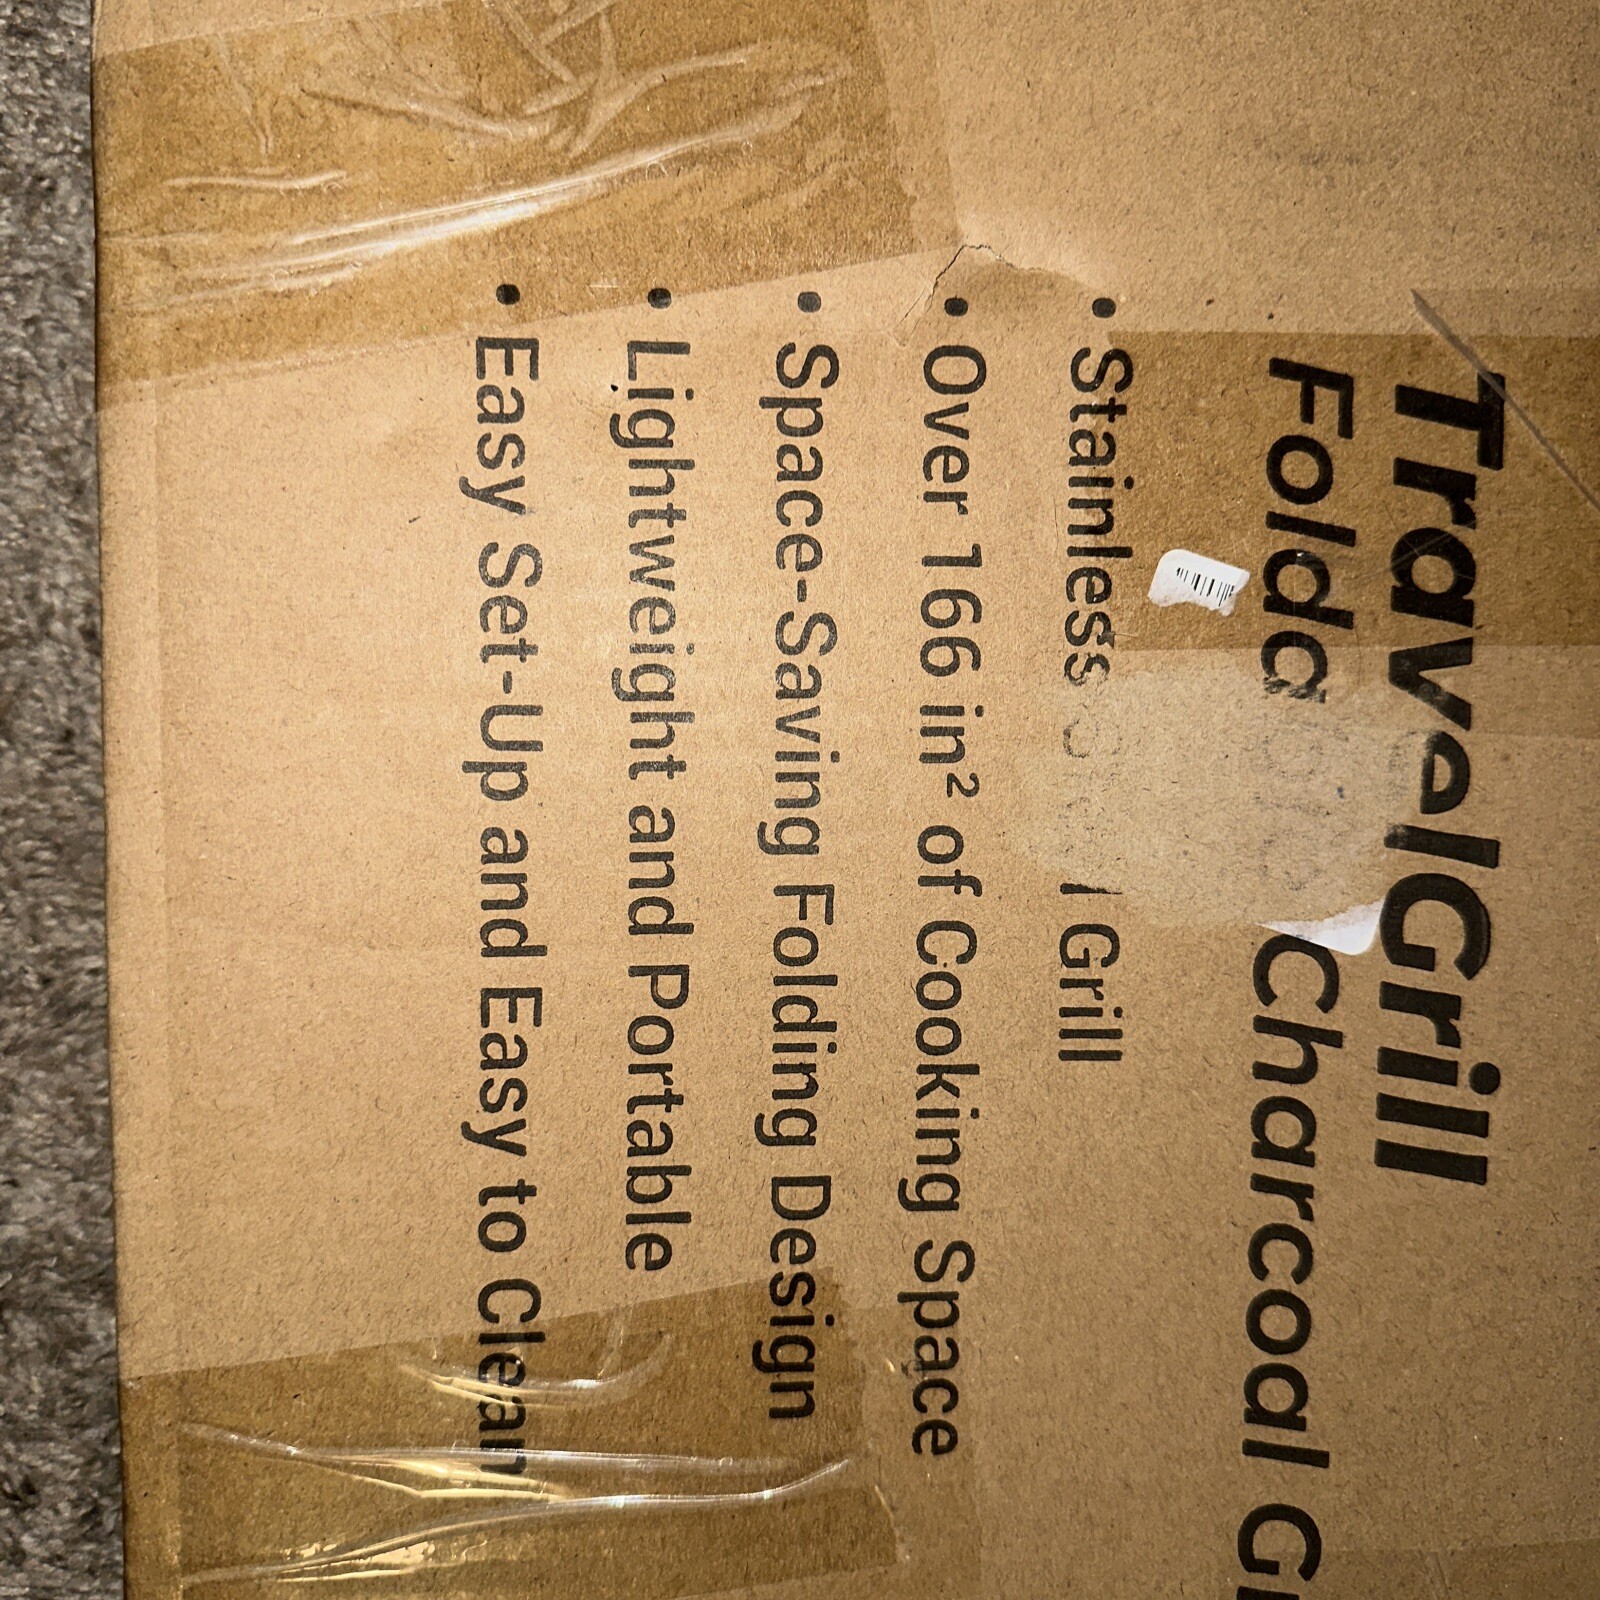 TravelGrill
Charcoal
• Stainless Grill
• Over 166 in² of Cooking Space
• Space-Saving Folding Design
• Lightweight and Portable
• Easy Set-Up and Easy to Clean